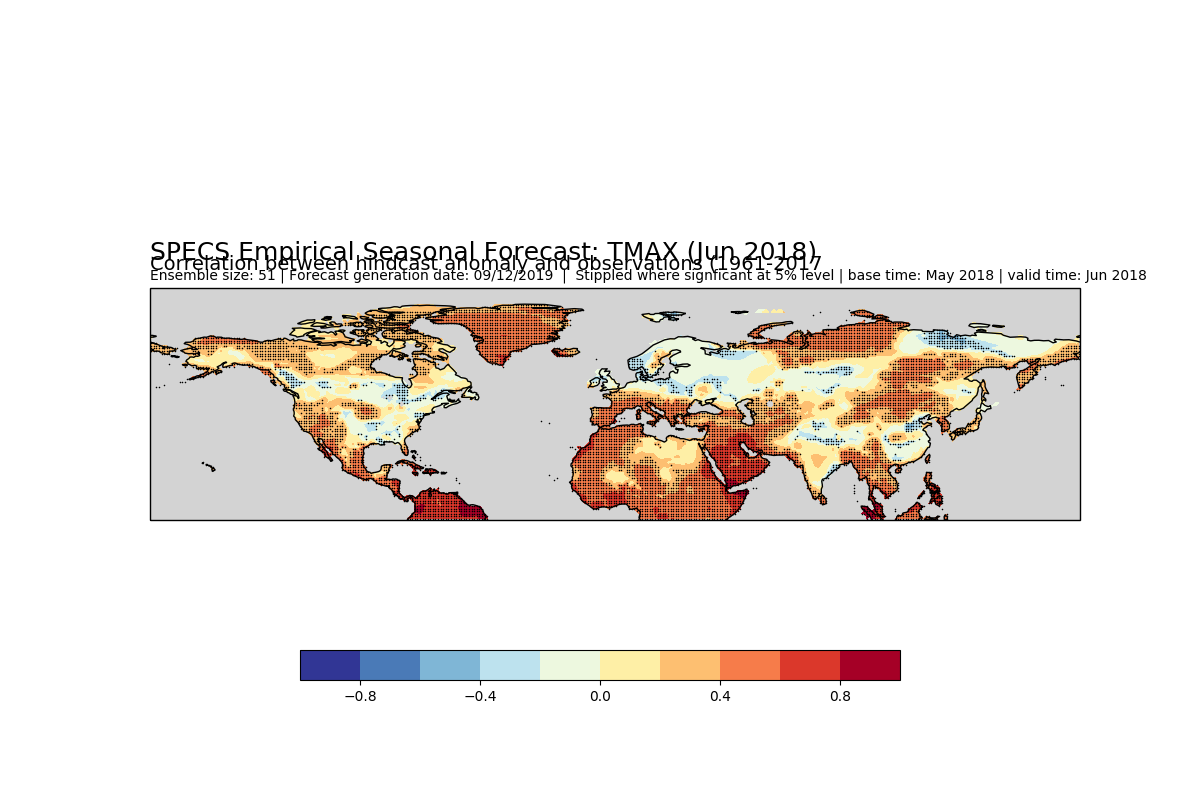 SPECS Empirical Seasonal Forecast: TMAX (Jun 2018)
Correlation between hindcast anomaly and observations (1961-2017
Ensemble size: 51 | Forecast generation date: 09/12/2019 | Stippled where signficant at 5% level | base time: May 2018 | valid time: Jun 2018
−0.8 −0.4 0.0 0.4 0.8